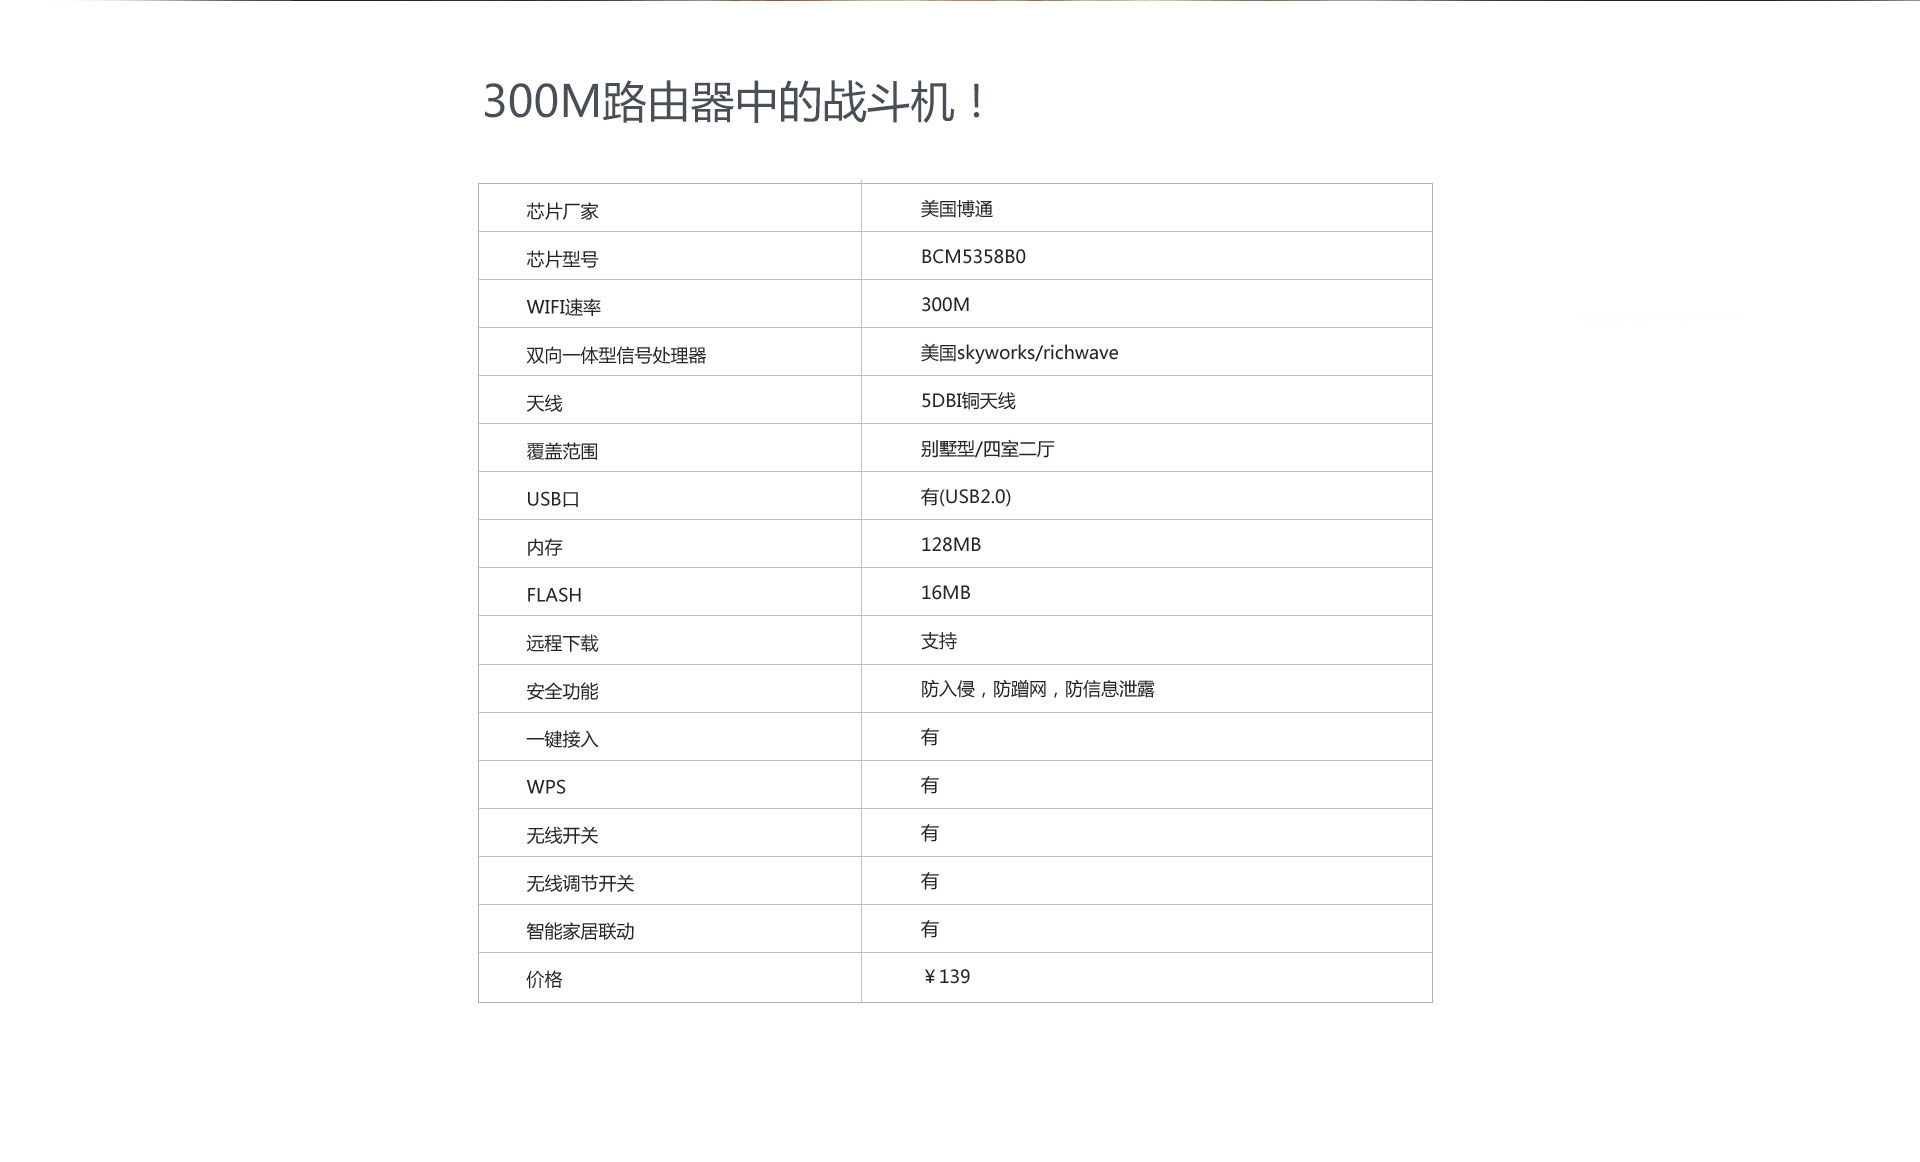 300M路由器中的战斗机！
芯片厂家 美国博通
芯片型号 BCM5358B0
WIFI速率 300M
双向一体型信号处理器 美国skyworks/richwave
天线 5DBI铜天线
覆盖范围 别墅型/四室二厅
USB口 有(USB2.0)
内存 128MB
FLASH 16MB
远程下载 支持
安全功能 防入侵，防蹭网，防信息泄露
一键接入 有
WPS 有
无线开关 有
无线调节开关 有
智能家居联动 有
价格 ￥139